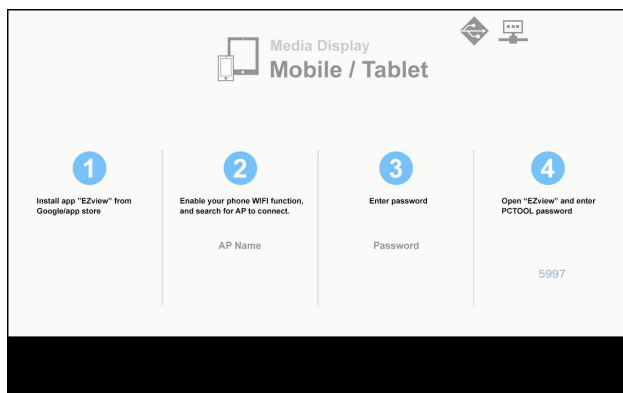 Media Display
Mobile / Tablet
1
Install app "EZview" from
Google/app store
2
Enable your phone WIFI function,
and search for AP to connect.
AP Name
3
Enter password
Password
4
Open "EZview" and enter
PCTOOL password
5997